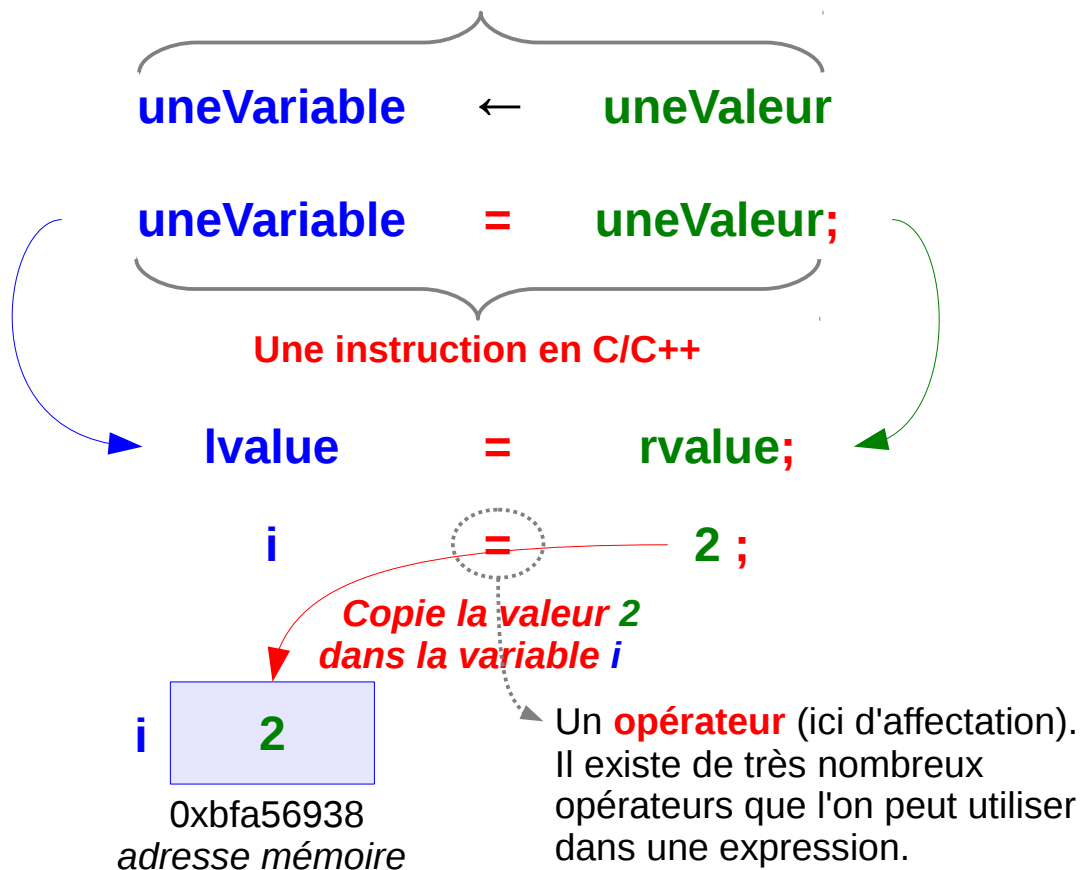 uneVariable ← uneValeur
uneVariable = uneValeur;
Une instruction en C/C++
lvalue = rvalue;
i = 2 ;
Copie la valeur 2
dans la variable i
i 2
0xbfa56938
adresse mémoire
Un opérateur (ici d'affectation).
Il existe de très nombreux
opérateurs que l'on peut utiliser
dans une expression.